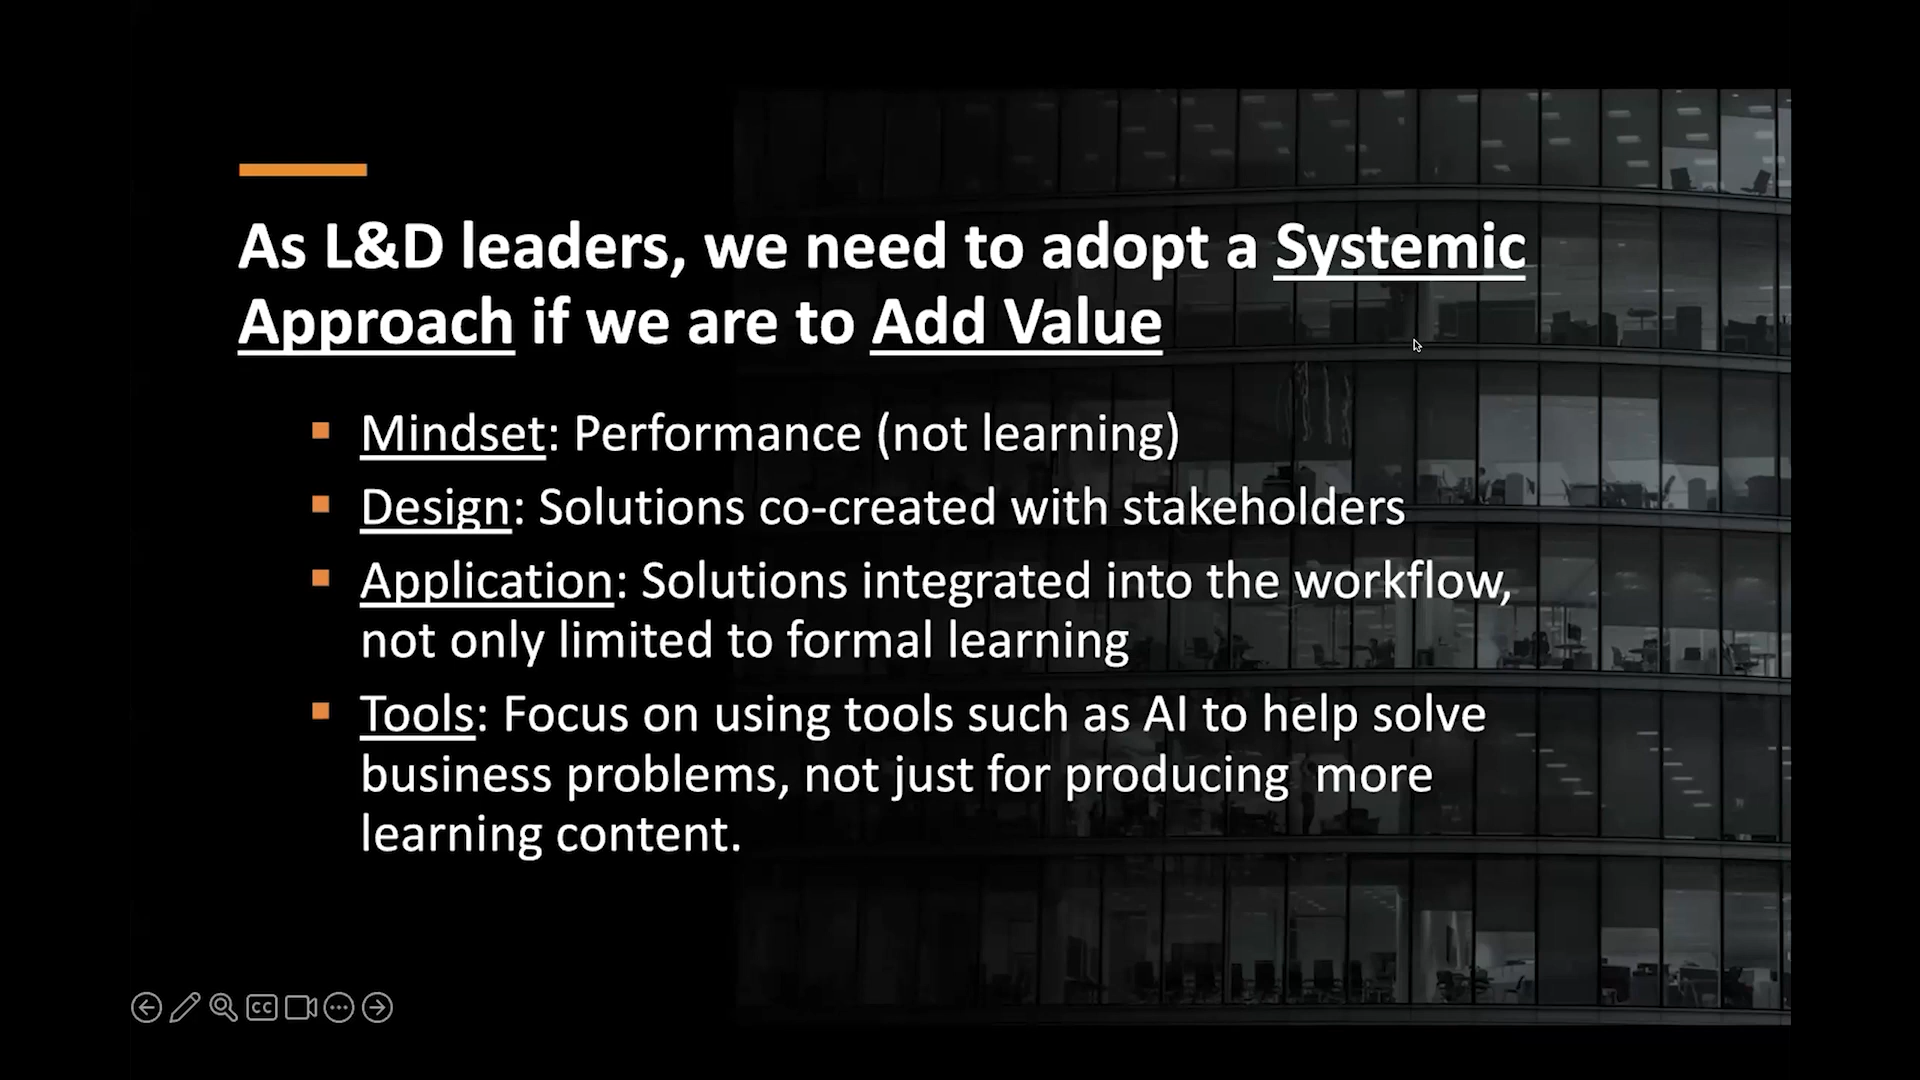 As L&D leaders, we need to adopt a Systemic
Approach if we are to Add Value
Mindset: Performance (not learning)
Design: Solutions co-created with stakeholders
Application: Solutions integrated into the workflow,
not only limited to formal learning
Tools: Focus on using tools such as AI to help solve
business problems, not just for producing  more
learning content.
CC